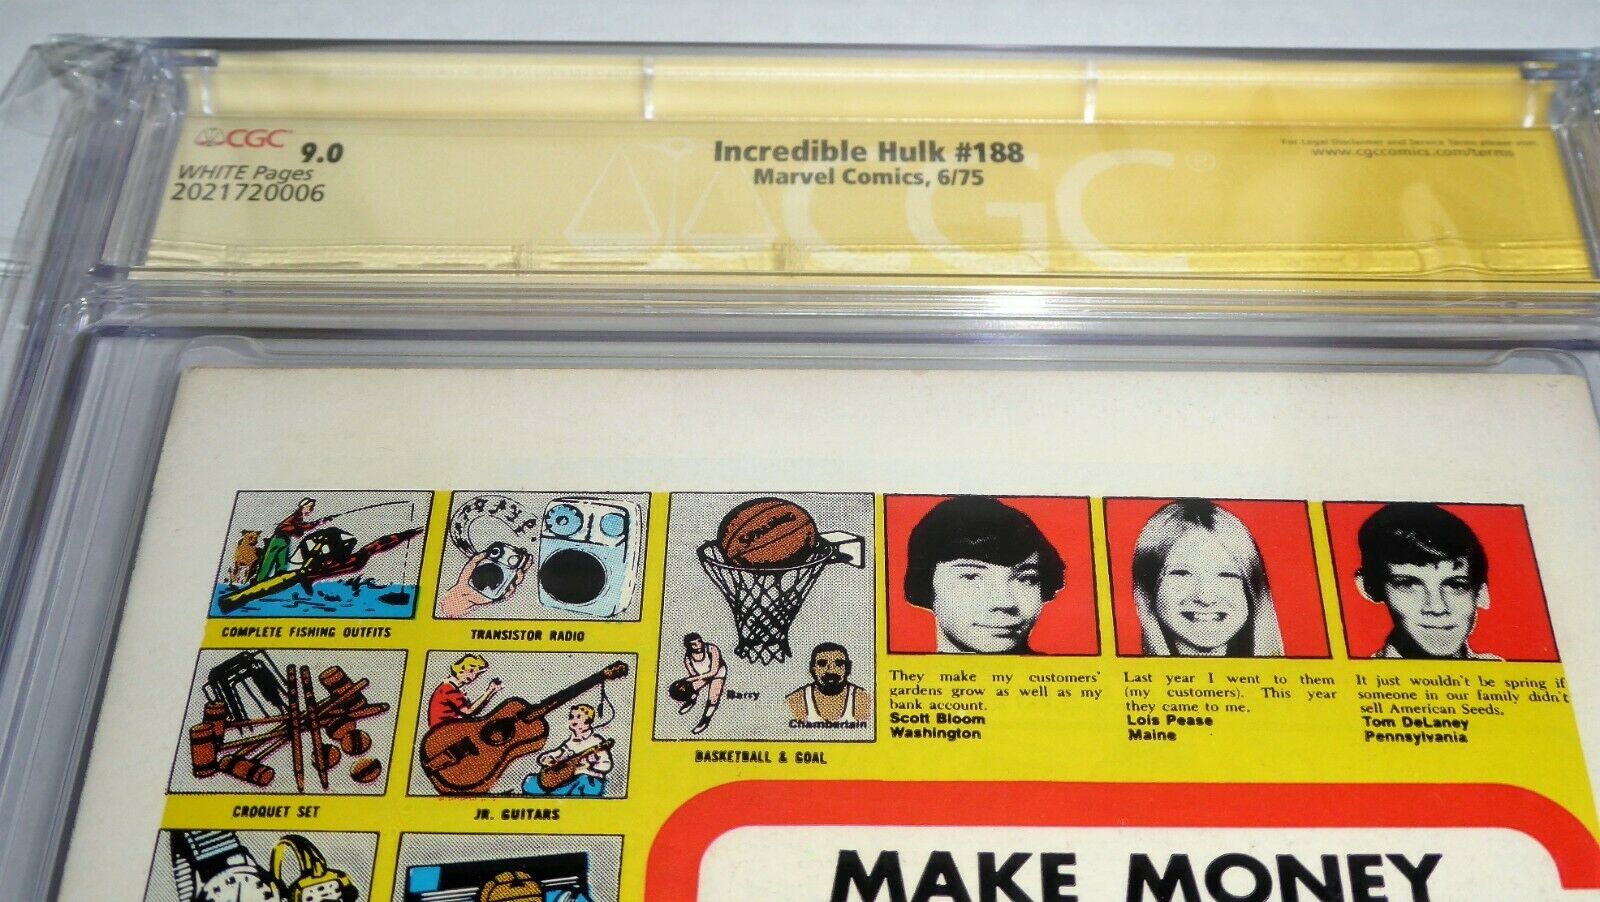 CGC 9.0
WHITE Pages
2021720006
Incredible Hulk #188
Marvel Comics, 6/75
For Legal Disclaimer and Service Terms please visit:
www.cgccomics.com/terms
CGC®
COMPLETE FISHING OUTFITS
TRANSISTOR RADIO
Barry
Chamberlain
BASKETBALL & GOAL
CROQUET SET
JR. GUITARS
They make my customers'
gardens grow as well as my
bank account.
Scott Bloom
Washington
Last year I went to them
(my customers). This year
they came to me.
Lois Pease
Maine
It just wouldn't be spring if
someone in our family didn't
sell American Seeds.
Tom DeLaney
Pennsylvania
MAKE MONEY